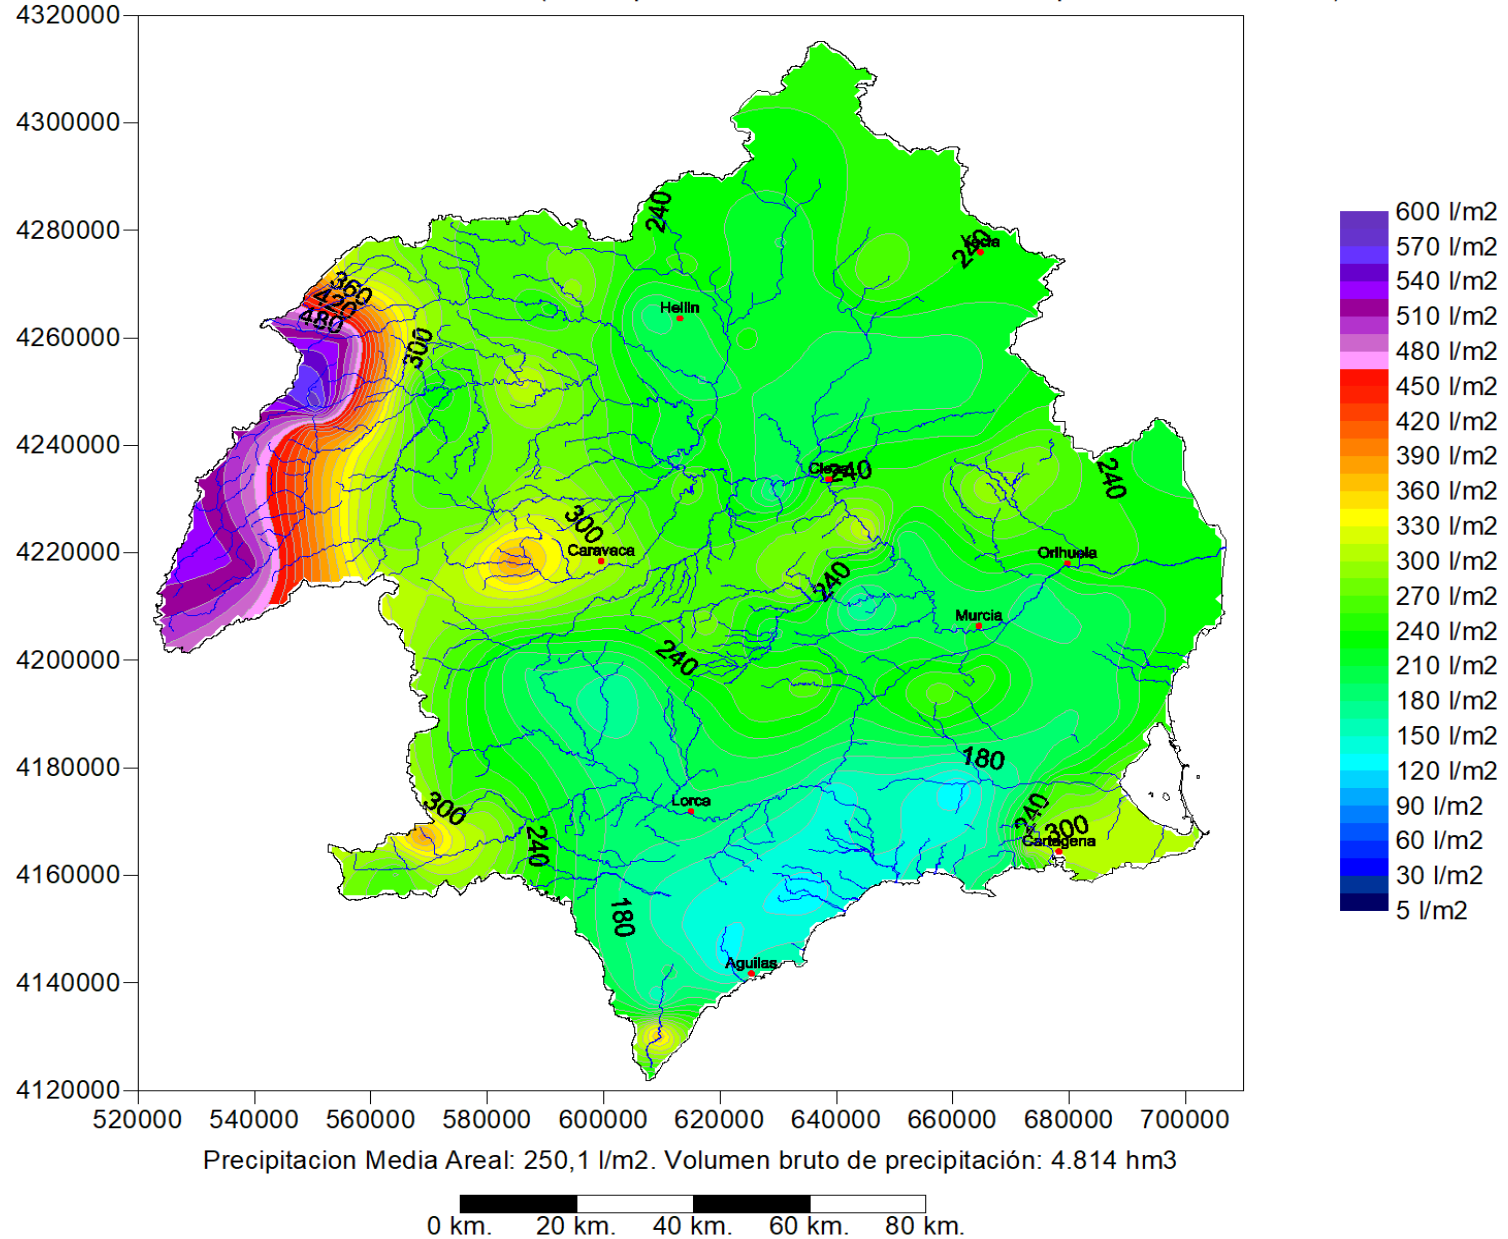 4320000
4300000
4280000
4260000
4240000
4220000
4200000
4180000
4160000
4140000
4120000
520000 540000 560000 580000 600000 620000 640000 660000 680000 700000
240
240
Yecla
360
420
480
300
Hellin
240
240
300
Caravaca
Orihuela
240
Murcia
240
180
300
Lorca
240
240
300
Cartagena
180
Aguilas
600 l/m2
570 l/m2
540 l/m2
510 l/m2
480 l/m2
450 l/m2
420 l/m2
390 l/m2
360 l/m2
330 l/m2
300 l/m2
270 l/m2
240 l/m2
210 l/m2
180 l/m2
150 l/m2
120 l/m2
90 l/m2
60 l/m2
30 l/m2
5 l/m2
Precipitacion Media Areal: 250,1 l/m2. Volumen bruto de precipitación: 4.814 hm3
0 km. 20 km. 40 km. 60 km. 80 km.